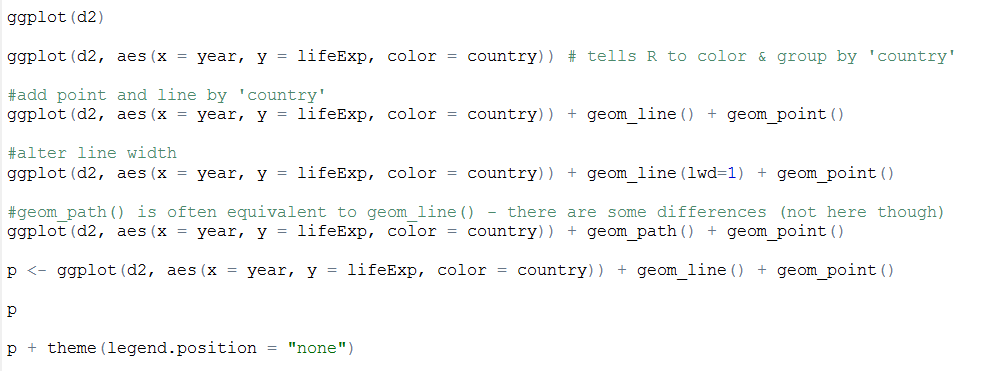 ggplot(d2)
ggplot(d2, aes(x = year, y = lifeExp, color = country)) # tells R to color & group by 'country'
#add point and line by 'country'
ggplot(d2, aes(x = year, y = lifeExp, color = country)) + geom_line() + geom_point()
#alter line width
ggplot(d2, aes(x = year, y = lifeExp, color = country)) + geom_line(lwd=1) + geom_point()
#geom_path() is often equivalent to geom_line() - there are some differences (not here though)
ggplot(d2, aes(x = year, y = lifeExp, color = country)) + geom_path() + geom_point()
p <- ggplot(d2, aes(x = year, y = lifeExp, color = country)) + geom_line() + geom_point()
p
p + theme(legend.position = "none")